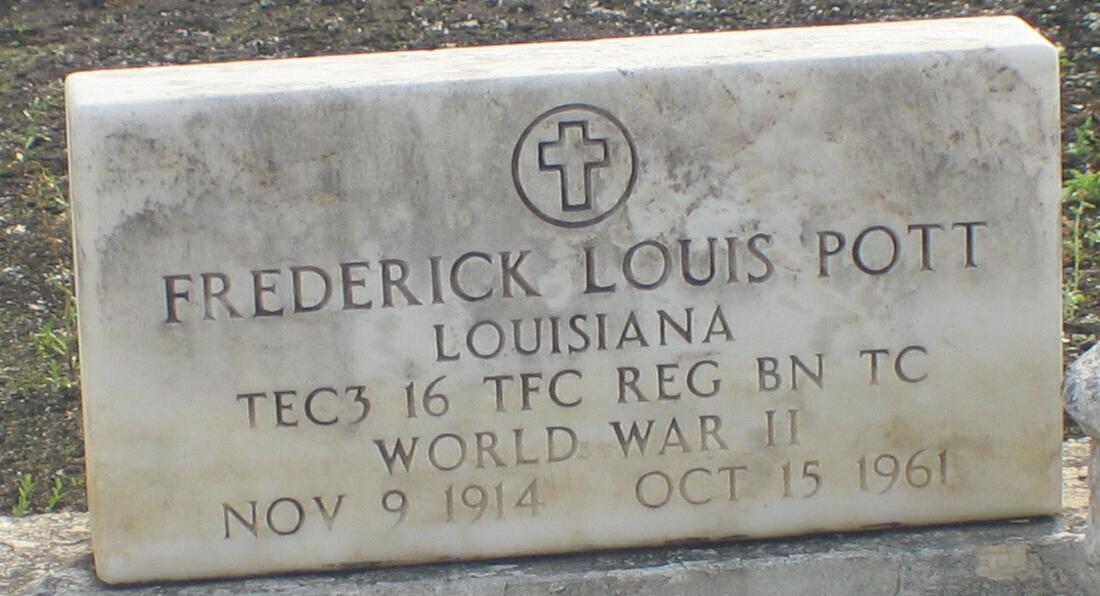 FREDERICK LOUIS POTT
LOUISIANA
TEC3 16 TFC REG BN TC
WORLD WAR II
NOV 9 1914 OCT 15 1961